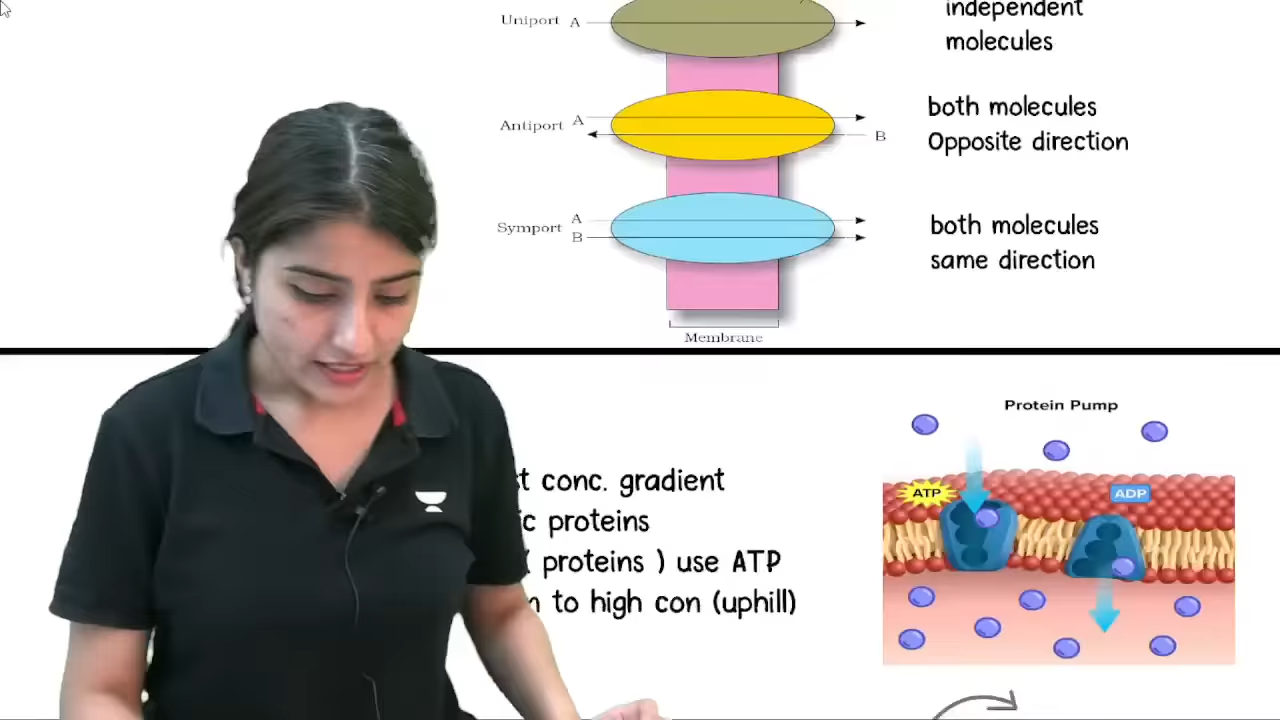 Uniport A
independent
molecules
both molecules
Opposite direction
Antiport A
B
Symport A
B
both molecules
same direction
Membrane
Protein Pump
ATP
ADP
conc. gradient
proteins
( proteins ) use ATP
to high con (uphill)